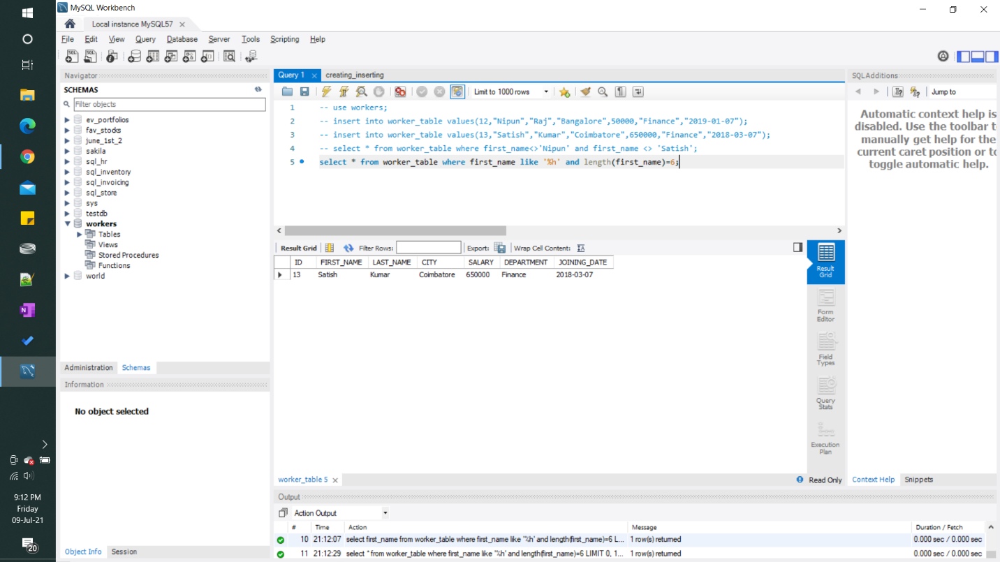 MySQL Workbench
Local instance MySQL57
File Edit View Query Database Server Tools Scripting Help
Navigator
SCHEMAS
Filter objects
ev_portfolios
fav_stocks
june_1st_2
sakila
sql_hr
sql_inventory
sql_invoicing
sql_store
sys
testdb
workers
Tables
Views
Stored Procedures
Functions
world
Administration Schemas
Information
No object selected
Object Info Session
Query 1 creating_inserting
Limit to 1000 rows
1 -- use workers;
2 -- insert into worker_table values(12,"Nipun","Raj","Bangalore",50000,"Finance","2019-01-07");
3 -- insert into worker_table values(13,"Satish","Kumar","Coimbatore",650000,"Finance","2018-03-07");
4 -- select * from worker_table where first_name<>'Nipun' and first_name <> 'Satish';
5 select * from worker_table where first_name like '%h' and length(first_name)=6;
Result Grid Filter Rows: Export: Wrap Cell Content:
ID FIRST_NAME LAST_NAME CITY SALARY DEPARTMENT JOINING_DATE
13 Satish Kumar Coimbatore 650000 Finance 2018-03-07
Result
Grid
Form
Editor
Field
Types
Query
Stats
Execution
Plan
worker_table 5 Read Only
SQLAdditions
Jump to
Automatic context help is
disabled. Use the toolbar t
manually get help for the
current caret position or to
toggle automatic help.
Context Help Snippets
Output
Action Output
# Time Action Message Duration / Fetch
10 21:12:07 select first_name from worker_table where first_name like '%h' and length(first_name)=6 L... 1 row(s) returned 0.000 sec / 0.000 sec
11 21:12:29 select * from worker_table where first_name like '%h' and length(first_name)=6 LIMIT 0, 1... 1 row(s) returned 0.000 sec / 0.000 sec
9:12 PM
Friday
09-Jul-21
20